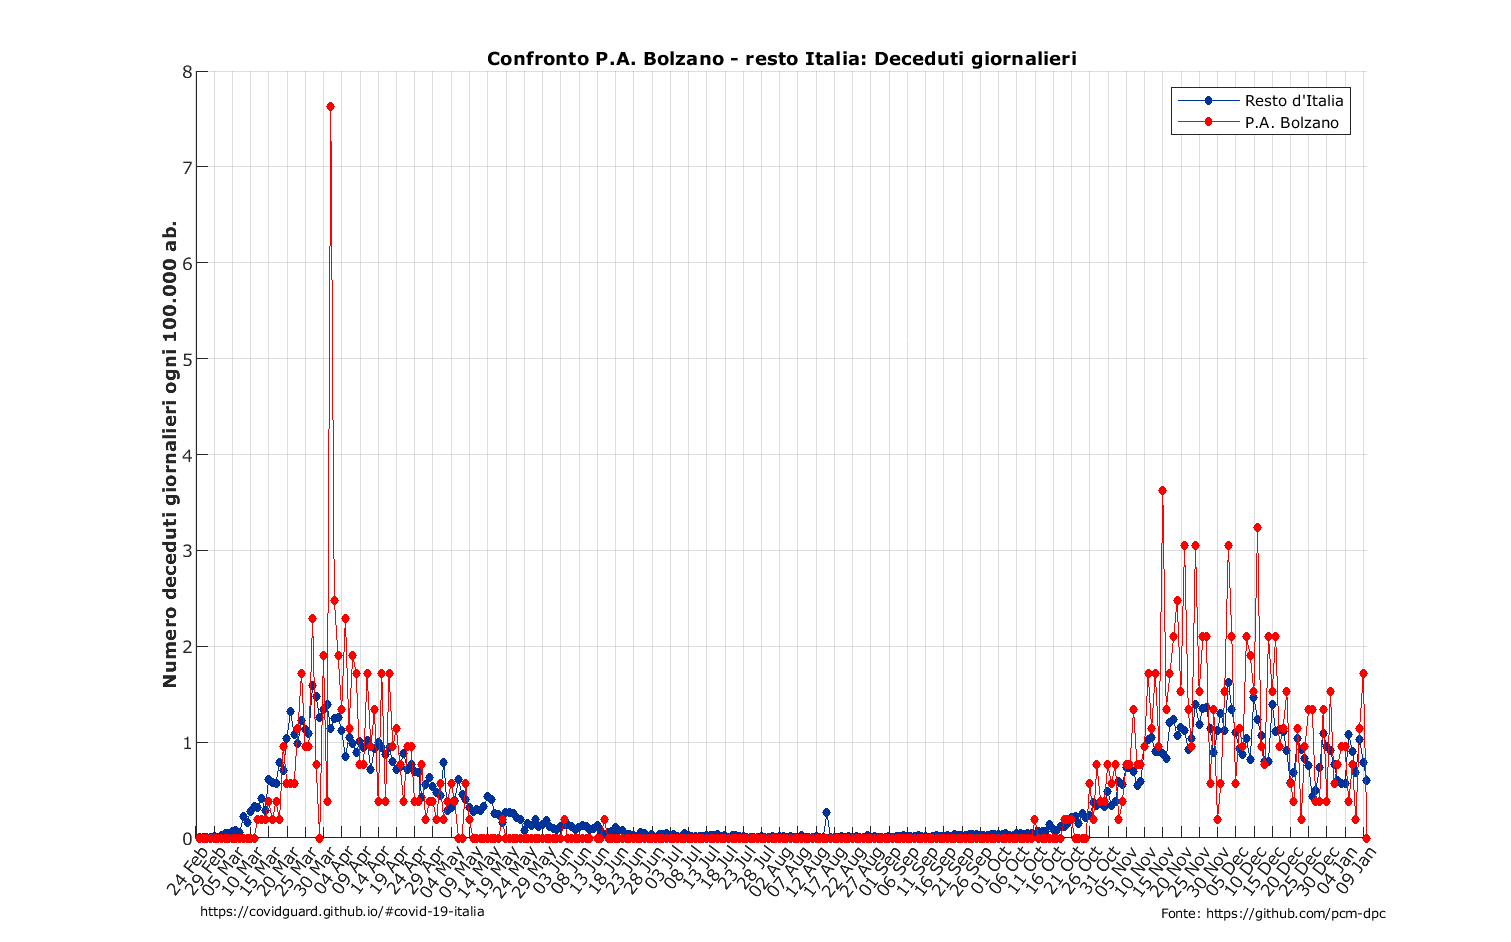 Confronto P.A. Bolzano - resto Italia: Deceduti giornalieri
Resto d'Italia
P.A. Bolzano
Numero deceduti giornalieri ogni 100.000 ab.
8
7
6
5
4
3
2
1
0
24 Feb
29 Feb
05 Mar
10 Mar
15 Mar
20 Mar
25 Mar
30 Mar
04 Apr
09 Apr
14 Apr
19 Apr
24 Apr
29 Apr
04 May
09 May
14 May
19 May
24 May
29 May
03 Jun
08 Jun
13 Jun
18 Jun
23 Jun
28 Jun
03 Jul
08 Jul
13 Jul
18 Jul
23 Jul
28 Jul
02 Aug
07 Aug
12 Aug
17 Aug
22 Aug
27 Aug
01 Sep
06 Sep
11 Sep
16 Sep
21 Sep
26 Sep
01 Oct
06 Oct
11 Oct
16 Oct
21 Oct
26 Oct
31 Oct
05 Nov
10 Nov
15 Nov
20 Nov
25 Nov
30 Nov
05 Dec
10 Dec
15 Dec
20 Dec
25 Dec
30 Dec
04 Jan
09 Jan
https://covidguard.github.io/#covid-19-italia
Fonte: https://github.com/pcm-dpc